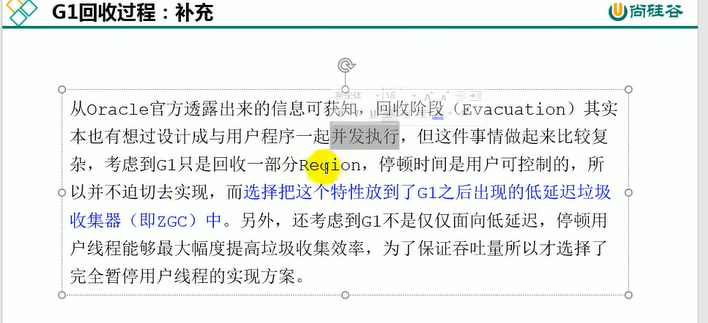 G1回收过程：补充
尚硅谷
从Oracle官方透露出来的信息可获知，回收阶段（Evacuation）其实
本也有想过设计成与用户程序一起并发执行，但这件事情做起来比较复
杂，考虑到G1只是回收一部分Region，停顿时间是用户可控制的，所
以并不迫切去实现，而选择把这个特性放到了G1之后出现的低延迟垃圾
收集器（即ZGC）中。另外，还考虑到G1不是仅仅面向低延迟，停顿用
户线程能够最大幅度提高垃圾收集效率，为了保证吞吐量所以才选择了
完全暂停用户线程的实现方案。